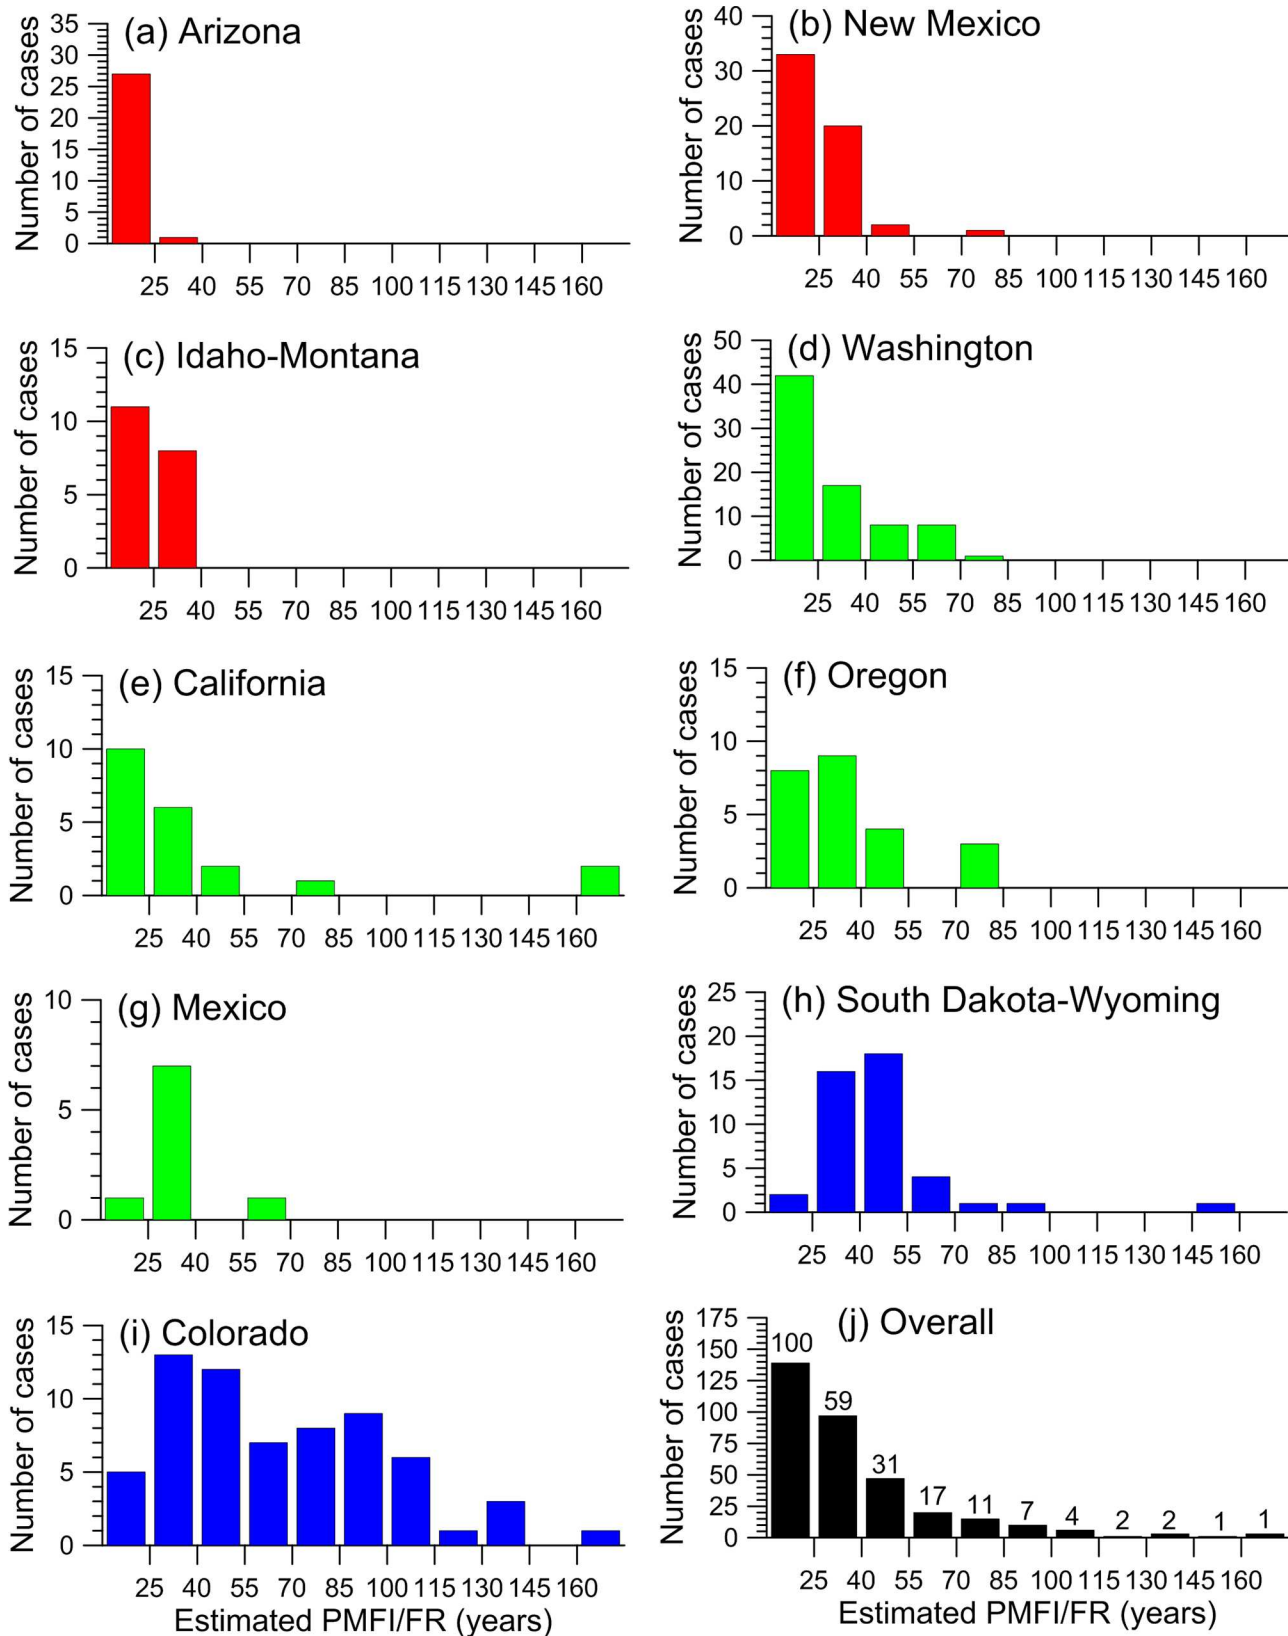 (a) Arizona
Number of cases
35
30
25
20
15
10
5
0
25 40 55 70 85 100 115 130 145 160
(b) New Mexico
Number of cases
40
30
20
10
0
25 40 55 70 85 100 115 130 145 160
(c) Idaho-Montana
Number of cases
15
10
5
0
25 40 55 70 85 100 115 130 145 160
(d) Washington
Number of cases
50
40
30
20
10
0
25 40 55 70 85 100 115 130 145 160
(e) California
Number of cases
15
10
5
0
25 40 55 70 85 100 115 130 145 160
(f) Oregon
Number of cases
15
10
5
0
25 40 55 70 85 100 115 130 145 160
(g) Mexico
Number of cases
10
5
0
25 40 55 70 85 100 115 130 145 160
(h) South Dakota-Wyoming
Number of cases
25
20
15
10
5
0
25 40 55 70 85 100 115 130 145 160
(i) Colorado
Number of cases
15
10
5
0
25 40 55 70 85 100 115 130 145 160
Estimated PMFI/FR (years)
(j) Overall
Number of cases
175
150
125
100
75
50
25
0
100 59 31 17 11 7 4 2 2 1 1
25 40 55 70 85 100 115 130 145 160
Estimated PMFI/FR (years)